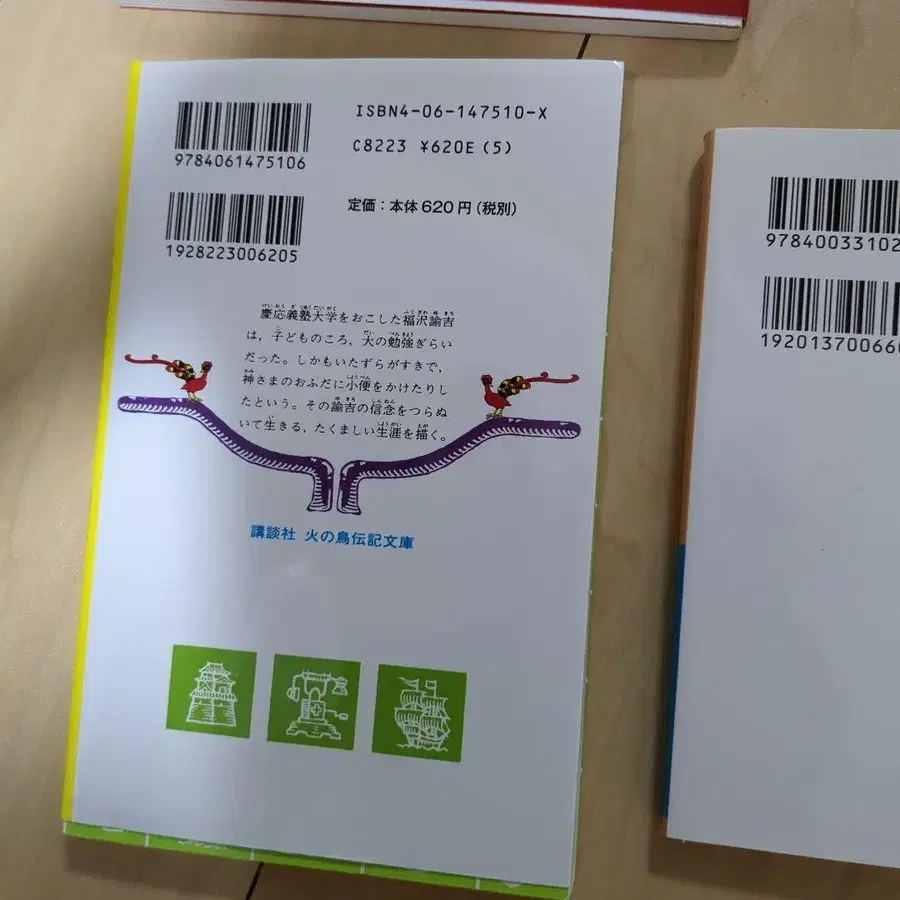 ISBN4-06-147510-X
9784061475106
C8223 ¥620E (5)
定価：本体620円(税別)
1928223006205
慶応義塾大学をおこした福沢諭吉
は，子どものころ，大の勉強ぎらい
だった。しかもいたずらがすきで，
神さまのおふだに小便をかけたりし
たという。その諭吉の信念をつらぬ
いて生きる，たくましい生涯を描く。
講談社 火の鳥伝記文庫
97840033102
192013700660